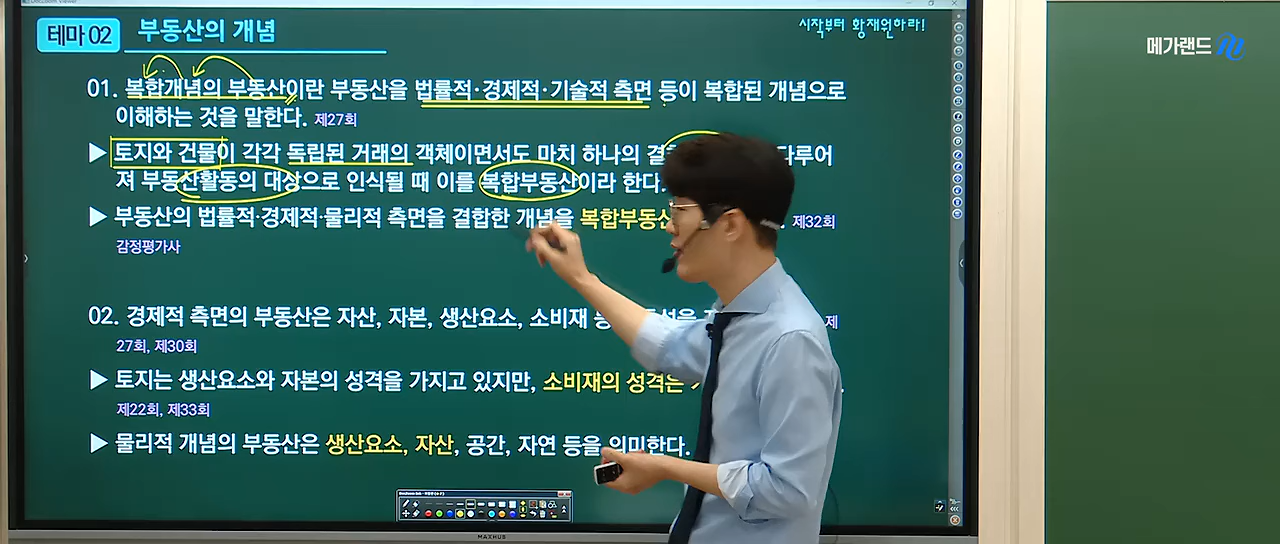 테마 02 부동산의 개념
시작부터 황재원하라!
메가랜드
01. 복합개념의 부동산이란 부동산을 법률적·경제적·기술적 측면 등이 복합된 개념으로
이해하는 것을 말한다. 제27회
▶ 토지와 건물이 각각 독립된 거래의 객체이면서도 마치 하나의 결 다루어
져 부동산활동의 대상으로 인식될 때 이를 복합부동산이라 한다.
▶ 부동산의 법률적·경제적·물리적 측면을 결합한 개념을 복합부동산 제32회
감정평가사
02. 경제적 측면의 부동산은 자산, 자본, 생산요소, 소비재 등 제
27회, 제30회
▶ 토지는 생산요소와 자본의 성격을 가지고 있지만, 소비재의 성격은
제22회, 제33회
▶ 물리적 개념의 부동산은 생산요소, 자산, 공간, 자연 등을 의미한다.
MAXHUB